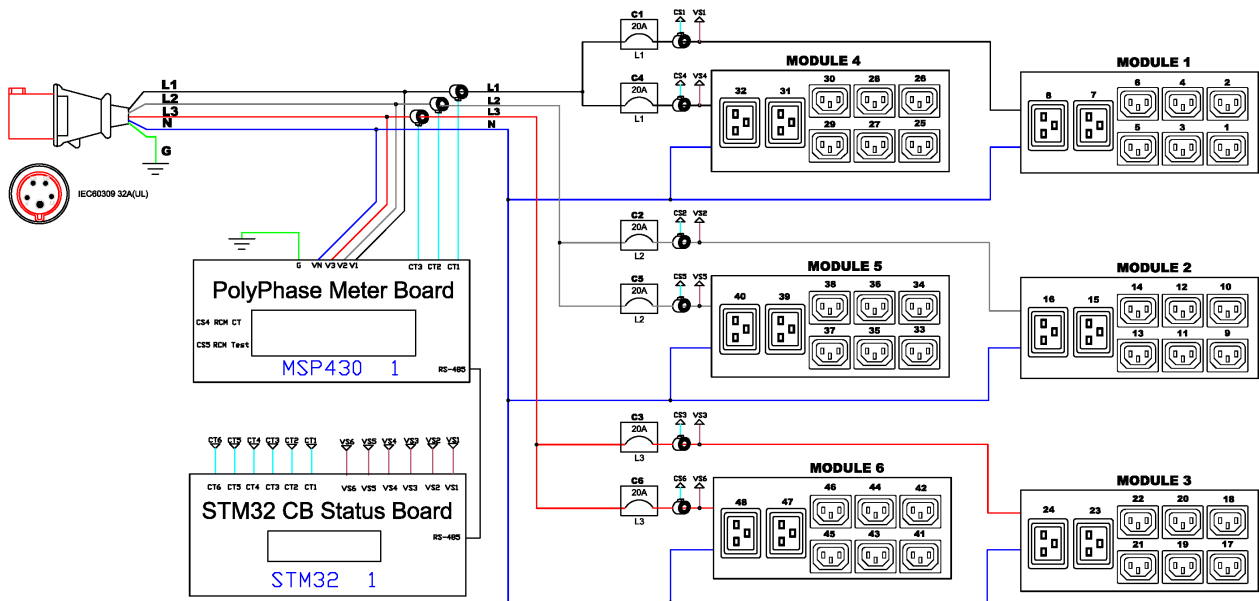 C1
20A
L1
CS1
VS1
C4
20A
L1
CS4
VS4
MODULE 4
32
31
30
28
26
29
27
25
MODULE 1
8
7
6
4
2
5
3
1
L1
L2
L3
N
G
L1
L2
L3
N
IEC60309 32A(UL)
C2
20A
L2
CS2
VS2
C5
20A
L2
CS5
VS5
MODULE 5
40
39
38
36
34
37
35
33
MODULE 2
16
15
14
12
10
13
11
9
G
VN
V3
V2
V1
CT3
CT2
CT1
PolyPhase Meter Board
CS4 RCM CT
CS5 RCM Test
MSP430 1
RS-485
C3
20A
L3
CS3
VS3
C6
20A
L3
CS6
VS6
MODULE 6
48
47
46
44
42
45
43
41
MODULE 3
24
23
22
20
18
21
19
17
CT6
CT5
CT4
CT3
CT2
CT1
VS6
VS5
VS4
VS3
VS2
VS1
CT6
CT5
CT4
CT3
CT2
CT1
VS6
VS5
VS4
VS3
VS2
VS1
STM32 CB Status Board
RS-485
STM32 1